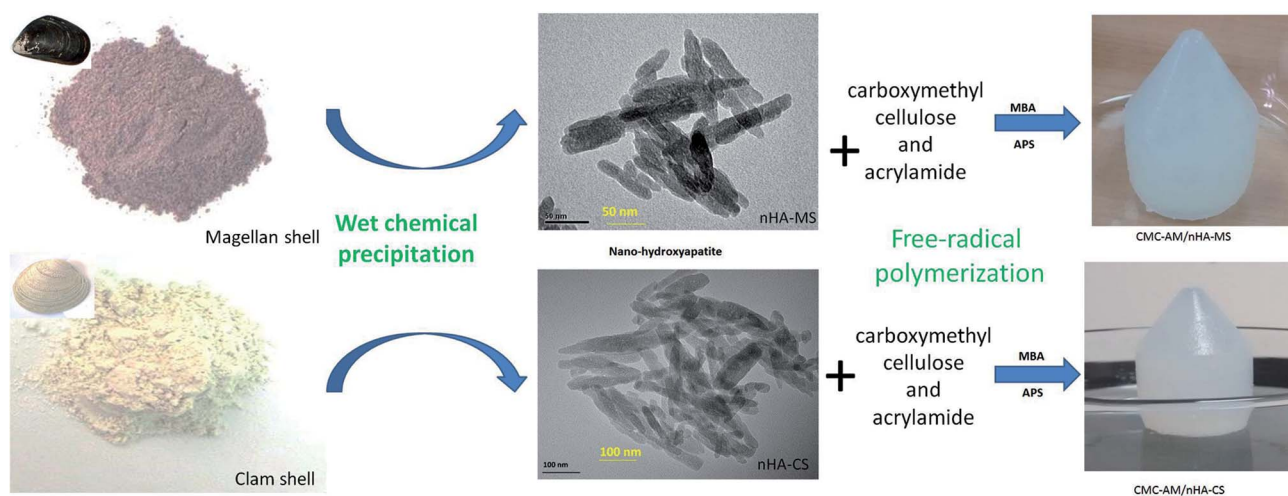 Magellan shell
Wet chemical
precipitation
Clam shell
50 nm
50 nm
nHA-MS
Nano-hydroxyapatite
100 nm
100 nm
nHA-CS
+
carboxymethyl
cellulose
and
acrylamide
MBA
APS
Free-radical
polymerization
+
carboxymethyl
cellulose
and
acrylamide
MBA
APS
CMC-AM/nHA-MS
CMC-AM/nHA-CS